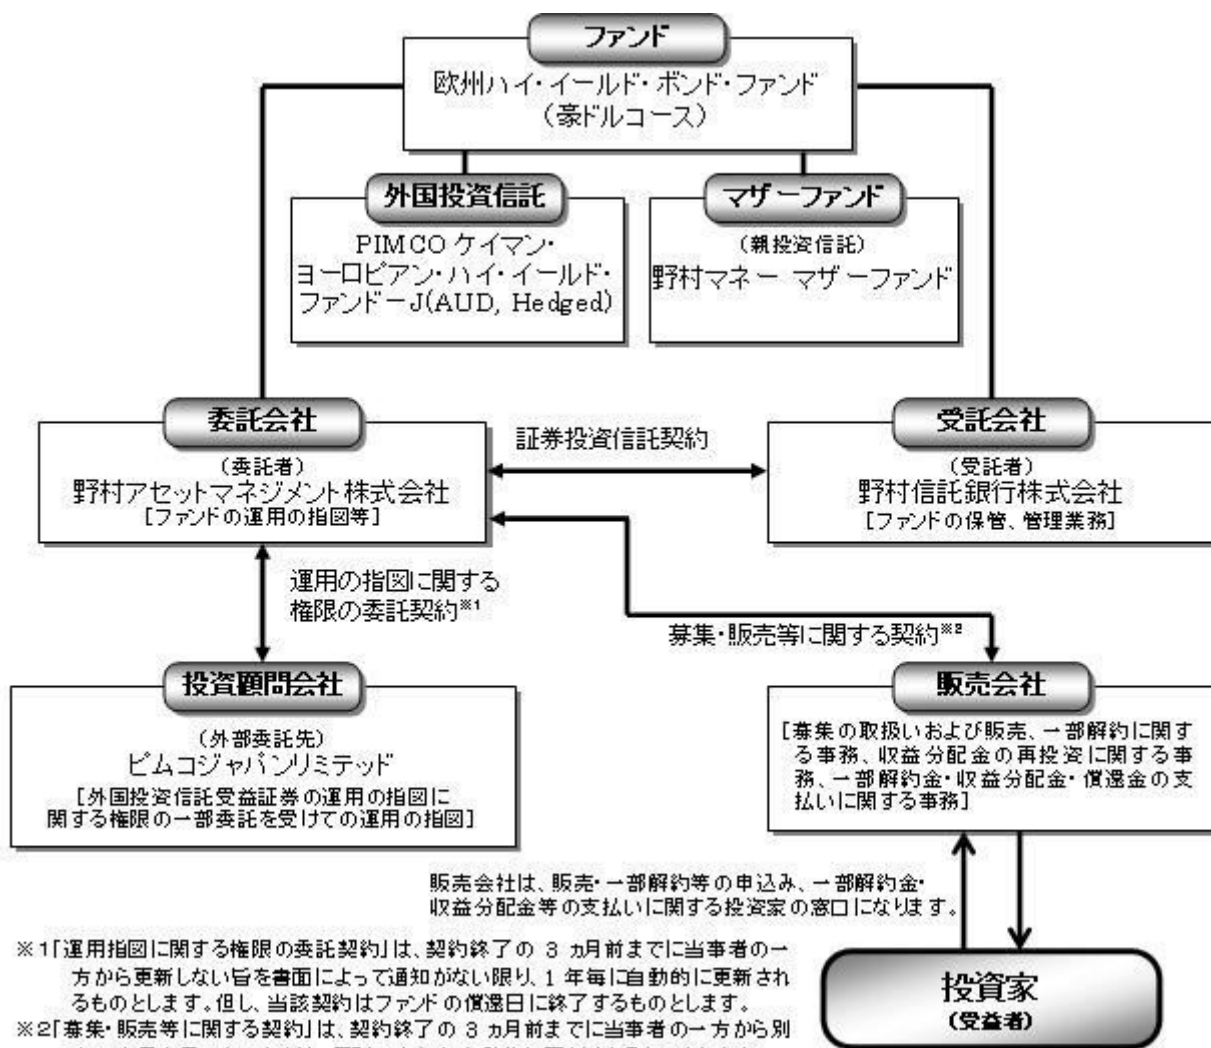 ファンド
欧州ハイ・イールド・ボンド・ファンド
（豪ドルコース）
外国投資信託
PIMCO ケイマン・
ヨーロピアン・ハイ・イールド・
ファンドーJ(AUD, Hedged)
マザーファンド
（親投資信託）
野村マネー マザーファンド
委託会社
（委託者）
野村アセットマネジメント株式会社
［ファンドの運用の指図等］
証券投資信託契約
受託会社
（受託者）
野村信託銀行株式会社
［ファンドの保管、管理業務］
運用の指図に関する
権限の委託契約※1
募集・販売等に関する契約※2
投資顧問会社
（外部委託先）
ピムコジャパンリミテッド
［外国投資信託受益証券の運用の指図に
関する権限の一部委託を受けての運用の指図］
販売会社
［募集の取扱いおよび販売、一部解約に関す
る事務、収益分配金の再投資に関する事
務、一部解約金・収益分配金・償還金の支
払いに関する事務］
販売会社は、販売・一部解約等の申込み、一部解約金・
収益分配金等の支払いに関する投資家の窓口になります。
投資家
（受益者）
※1「運用指図に関する権限の委託契約」は、契約終了の 3 ヵ月前までに当事者の一
方から更新しない旨を書面によって通知がない限り、1 年毎に自動的に更新され
るものとします。但し、当該契約はファンドの償還日に終了するものとします。
※2「募集・販売等に関する契約」は、契約終了の 3 ヵ月前までに当事者の一方から別